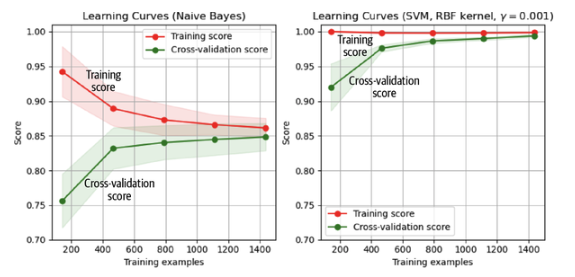 Learning Curves (Naive Bayes)
1.00
0.95
0.90
0.85
0.80
0.75
0.70
Score
Training score
Cross-validation score
Training
score
Cross-validation
score
0 200 400 600 800 1000 1200 1400
Training examples
Learning Curves (SVM, RBF kernel, γ = 0.001)
1.00
0.95
0.90
0.85
0.80
0.75
0.70
Score
Training
score
Cross-validation
score
Training score
Cross-validation score
200 400 600 800 1000 1200 1400
Training examples